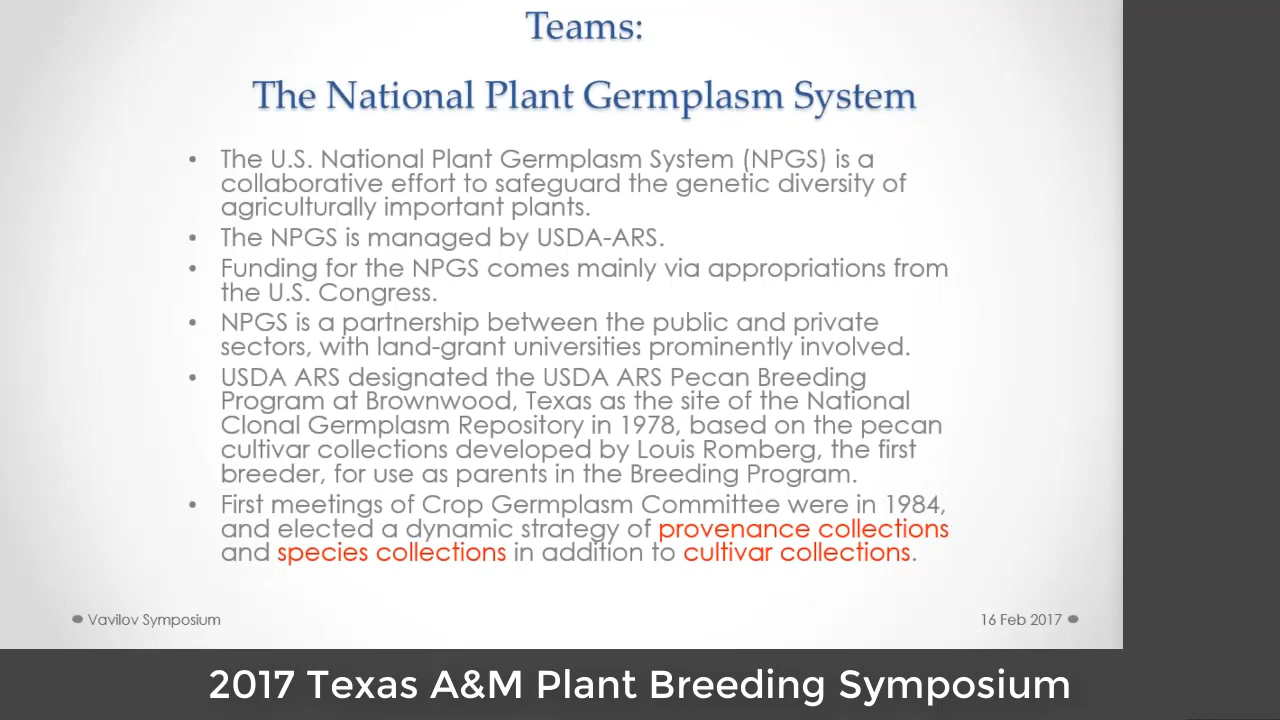 Teams:
The National Plant Germplasm System
• The U.S. National Plant Germplasm System (NPGS) is a
collaborative effort to safeguard the genetic diversity of
agriculturally important plants.
• The NPGS is managed by USDA-ARS.
• Funding for the NPGS comes mainly via appropriations from
the U.S. Congress.
• NPGS is a partnership between the public and private
sectors, with land-grant universities prominently involved.
• USDA ARS designated the USDA ARS Pecan Breeding
Program at Brownwood, Texas as the site of the National
Clonal Germplasm Repository in 1978, based on the pecan
cultivar collections developed by Louis Romberg, the first
breeder, for use as parents in the Breeding Program.
• First meetings of Crop Germplasm Committee were in 1984,
and elected a dynamic strategy of provenance collections
and species collections in addition to cultivar collections.
Vavilov Symposium
16 Feb 2017
2017 Texas A&M Plant Breeding Symposium